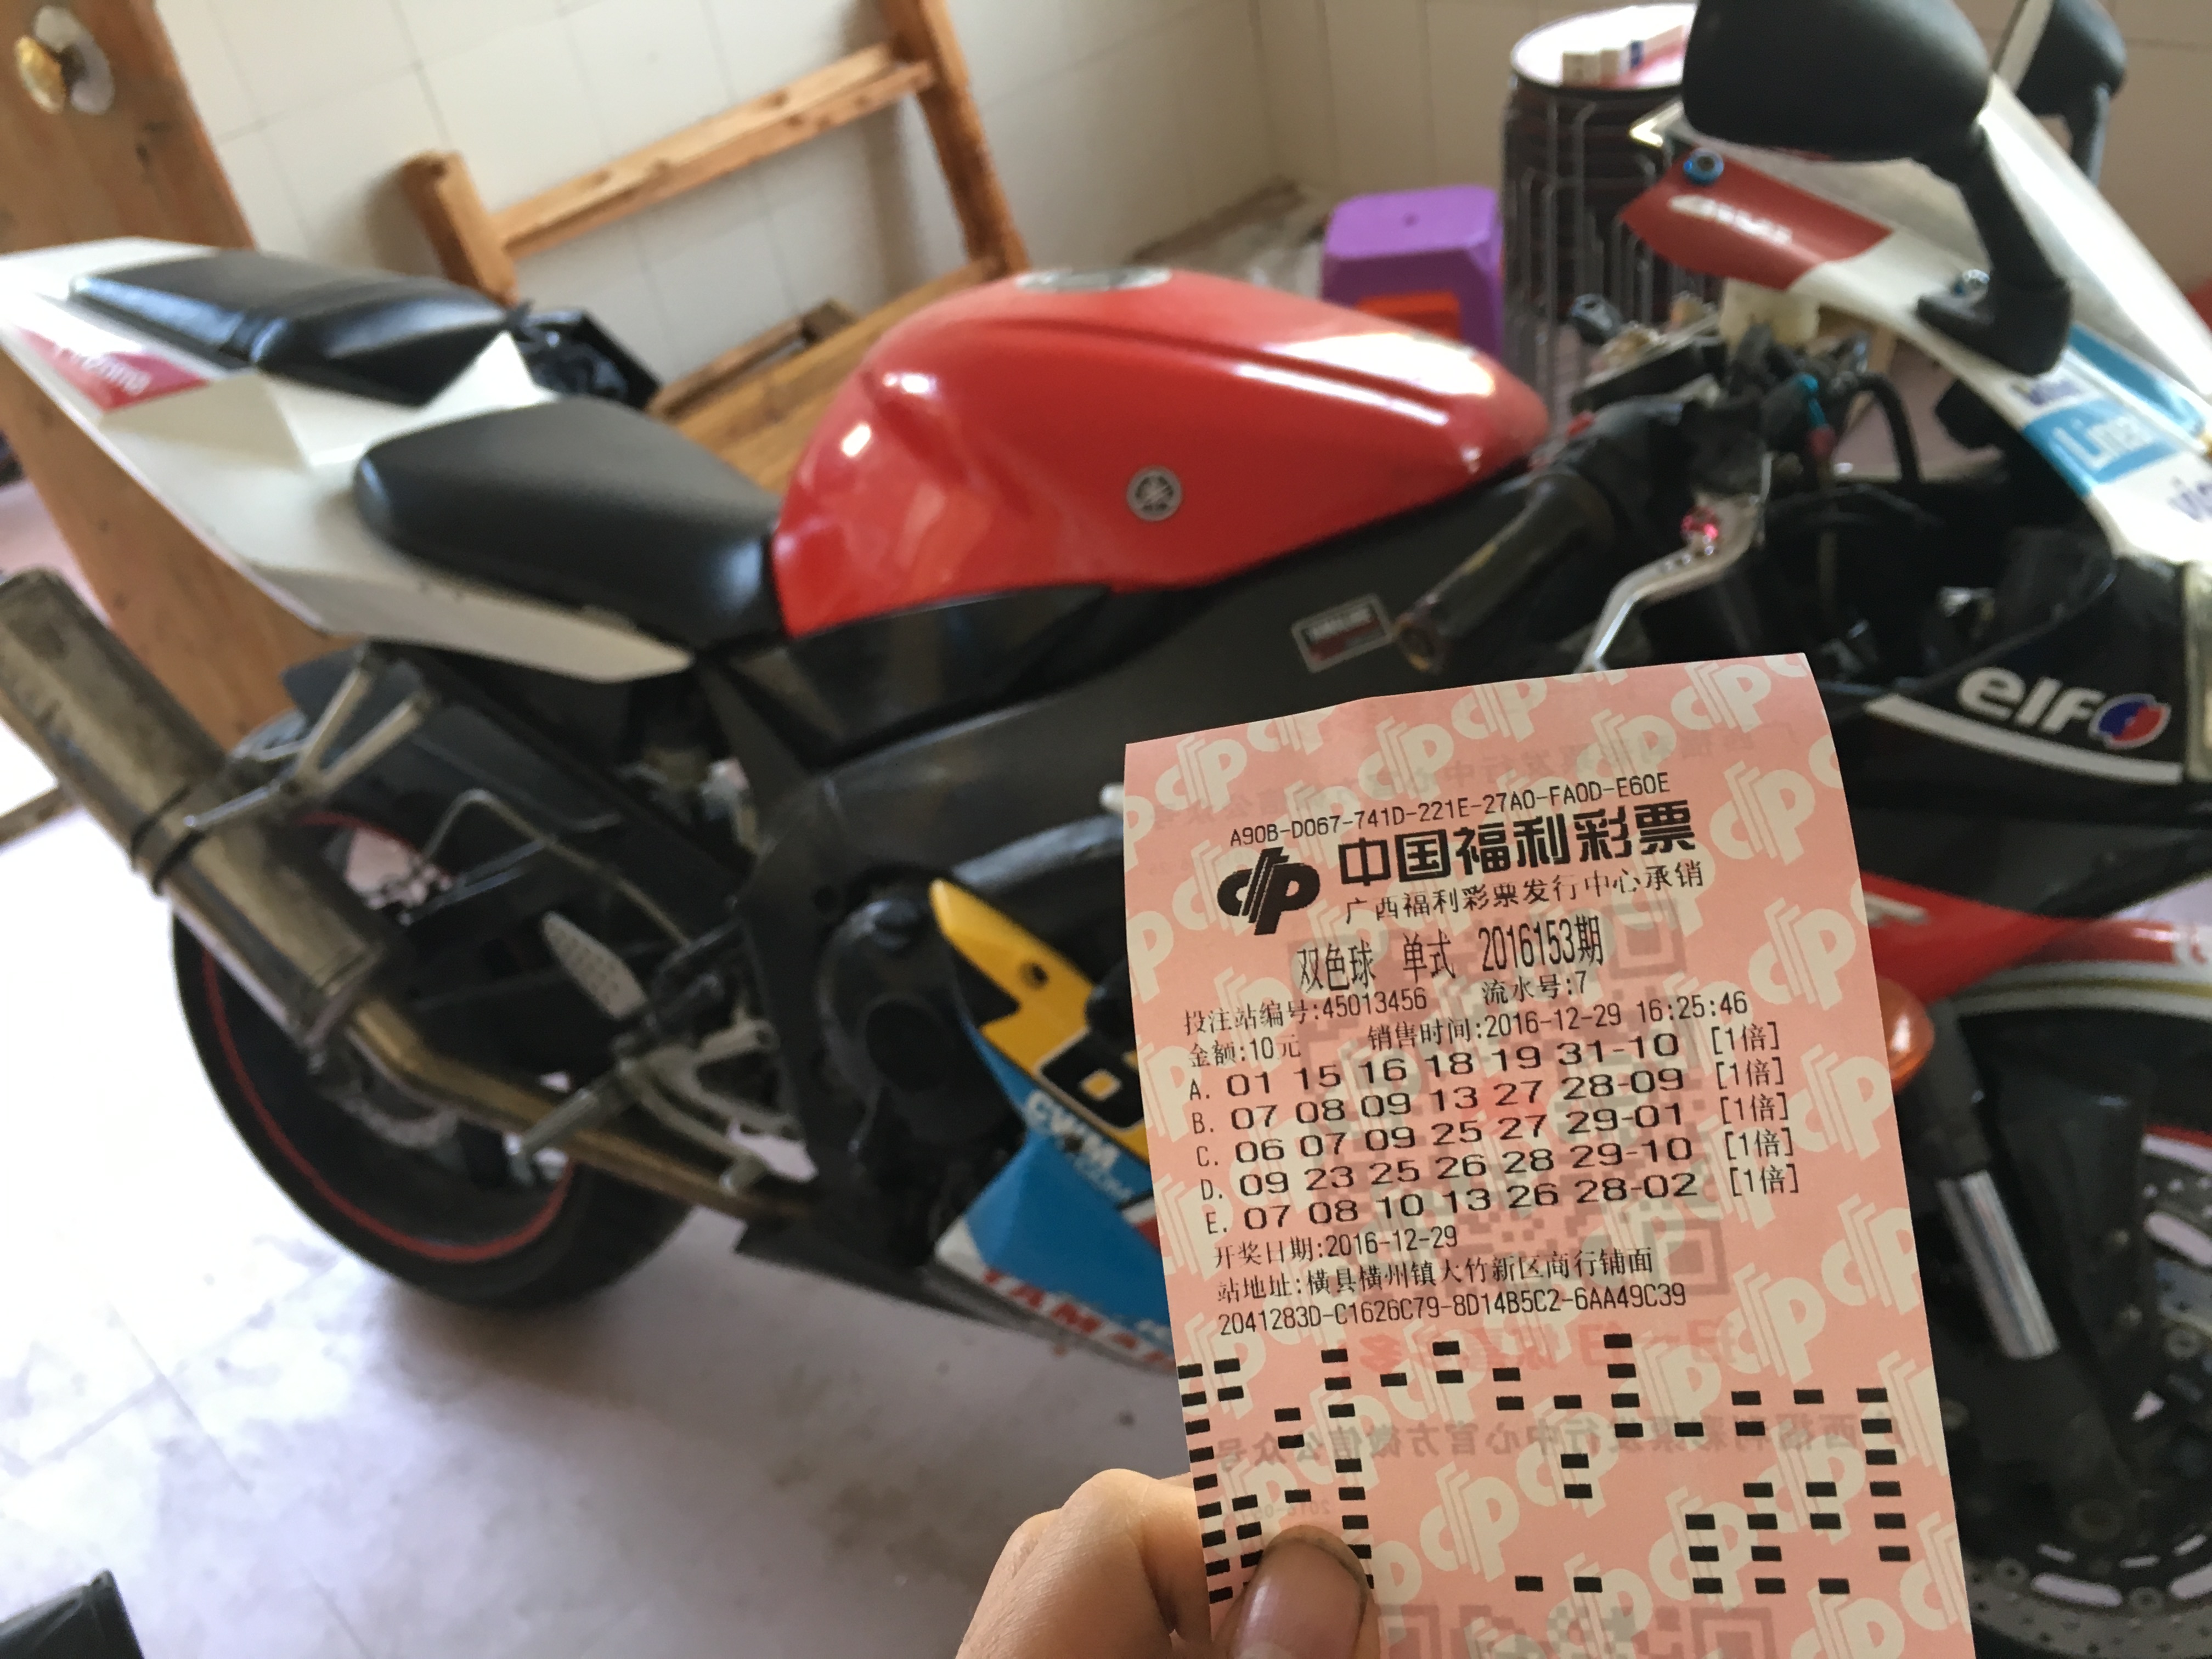 elf
A90B-D067-741D-221E-27A0-FA0D-E60E
中国福利彩票
广西福利彩票发行中心承销
双色球 单式 2016153期
投注站编号:45013456 流水号:7
金额:10元 销售时间:2016-12-29 16:25:46
A. 01 15 16 18 19 31-10 [1倍]
B. 07 08 09 13 27 28-09 [1倍]
C. 06 07 09 25 27 29-01 [1倍]
D. 09 23 25 26 28 29-10 [1倍]
E. 07 08 10 13 26 28-02 [1倍]
开奖日期:2016-12-29
站地址:横县横州镇大竹新区商行铺面
2041283D-C1626C79-8D14B5C2-6AA49C39
CWM